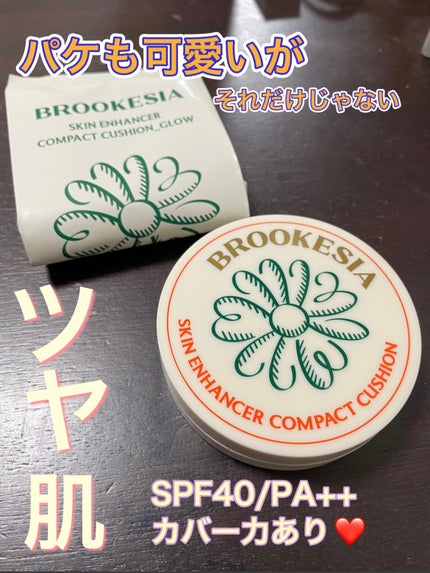 パケも可愛いが
それだけじゃない
BROOKESIA
SKIN ENHANCER
COMPACT CUSHION_GLOW
BROOKESIA
SKIN ENHANCER COMPACT CUSHION
ツヤ肌
SPF40/PA++
カバー力あり❤️